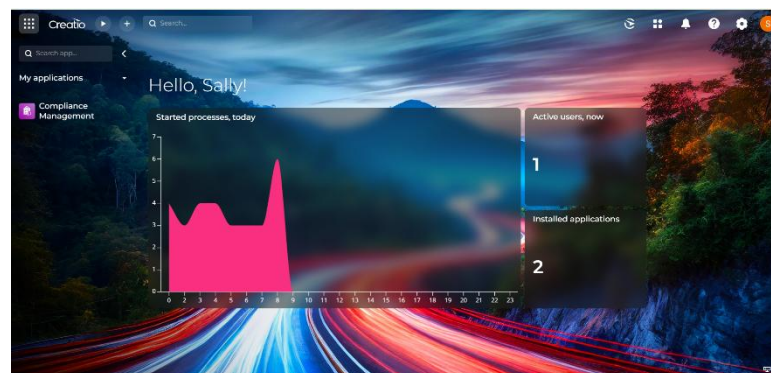 Creatio
Search...
S
Search app...
My applications
Compliance
Management
Hello, Sally!
Started processes, today
7
6
5
4
3
2
1
0
0 2 3 4 5 6 7 8 9 10 11 12 13 14 15 16 17 18 19 20 21 22 23
Active users, now
1
Installed applications
2